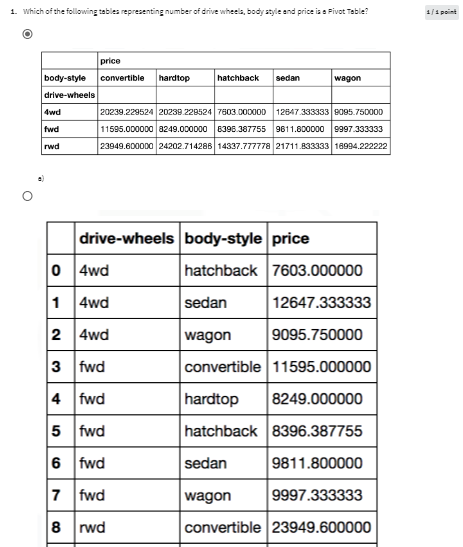 1. Which of the following tables representing number of drive wheels, body style and price is a Pivot Table?
1 / 1 point
price
body-style convertible hardtop hatchback sedan wagon
drive-wheels
4wd 20239.229524 20239.229524 7603.000000 12647.333333 9095.750000
fwd 11595.000000 8249.000000 8396.387755 9811.800000 9997.333333
rwd 23949.600000 24202.714286 14337.777778 21711.833333 16994.222222
a)
drive-wheels body-style price
0 4wd hatchback 7603.000000
1 4wd sedan 12647.333333
2 4wd wagon 9095.750000
3 fwd convertible 11595.000000
4 fwd hardtop 8249.000000
5 fwd hatchback 8396.387755
6 fwd sedan 9811.800000
7 fwd wagon 9997.333333
8 rwd convertible 23949.600000